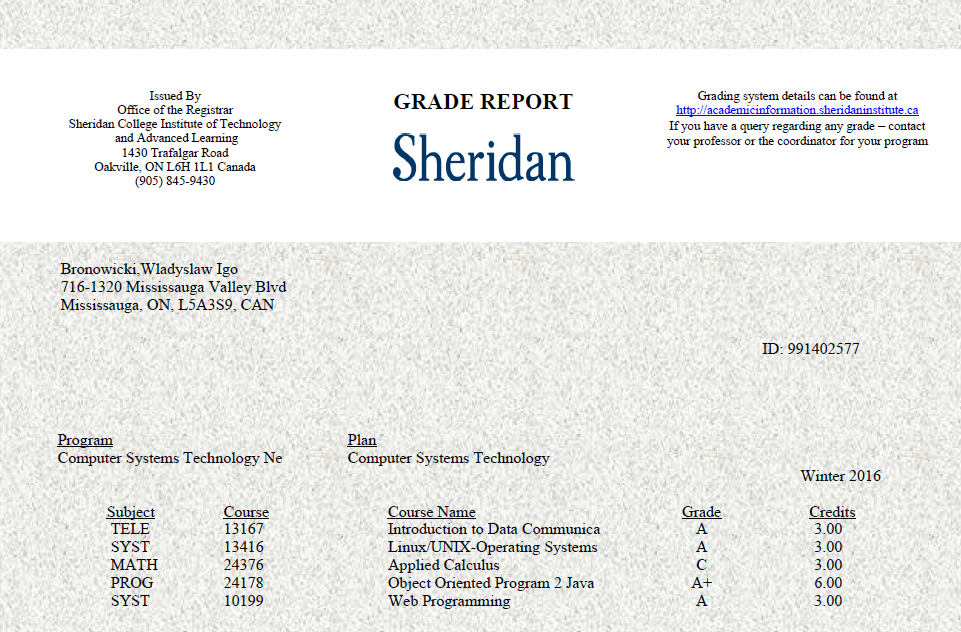 Issued By
Office of the Registrar
Sheridan College Institute of Technology
and Advanced Learning
1430 Trafalgar Road
Oakville, ON L6H 1L1 Canada
(905) 845-9430
GRADE REPORT
Sheridan
Grading system details can be found at
http://academicinformation.sheridaninstitute.ca
If you have a query regarding any grade – contact
your professor or the coordinator for your program
Bronowicki,Wladyslaw Igo
716-1320 Mississauga Valley Blvd
Mississauga, ON, L5A3S9, CAN
ID: 991402577
Program Plan
Computer Systems Technology Ne Computer Systems Technology
Winter 2016
Subject Course Course Name Grade Credits
TELE 13167 Introduction to Data Communica A 3.00
SYST 13416 Linux/UNIX-Operating Systems A 3.00
MATH 24376 Applied Calculus C 3.00
PROG 24178 Object Oriented Program 2 Java A+ 6.00
SYST 10199 Web Programming A 3.00